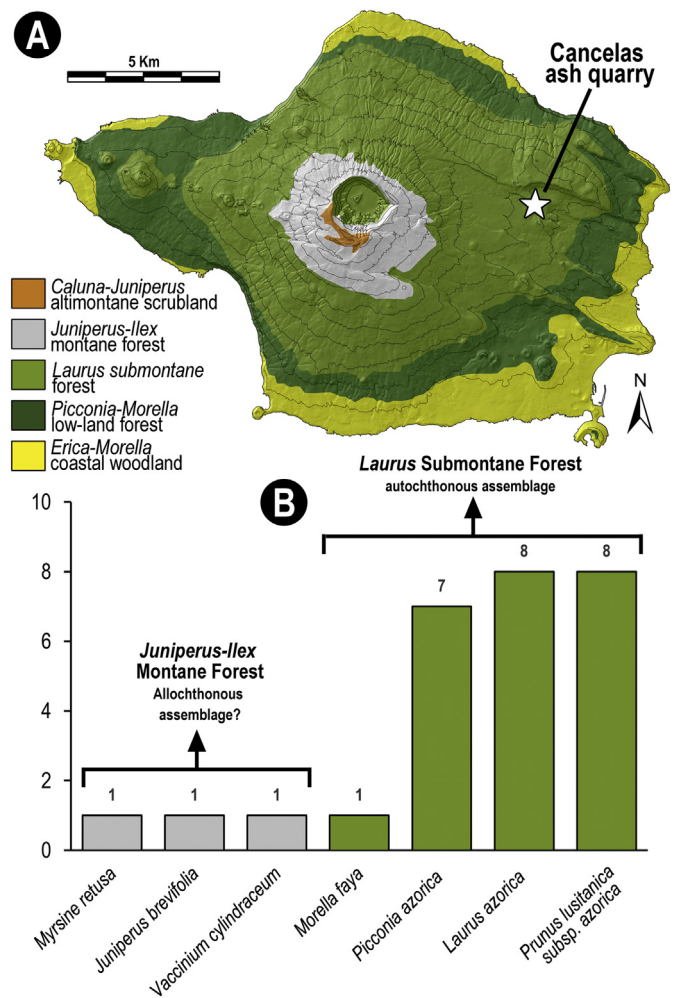 A
5 Km
Cancelas
ash quarry
Caluna-Juniperus
altimontane scrubland
Juniperus-Ilex
montane forest
Laurus submontane
forest
Picconia-Morella
low-land forest
Erica-Morella
coastal woodland
N
B
Laurus Submontane Forest
autochthonous assemblage
10
8
6
4
2
0
Juniperus-Ilex
Montane Forest
Allochthonous
assemblage?
1
1
1
1
7
8
8
Myrsine retusa
Juniperus brevifolia
Vaccinium cylindraceum
Morella faya
Picconia azorica
Laurus azorica
Prunus lusitanica
subsp. azorica